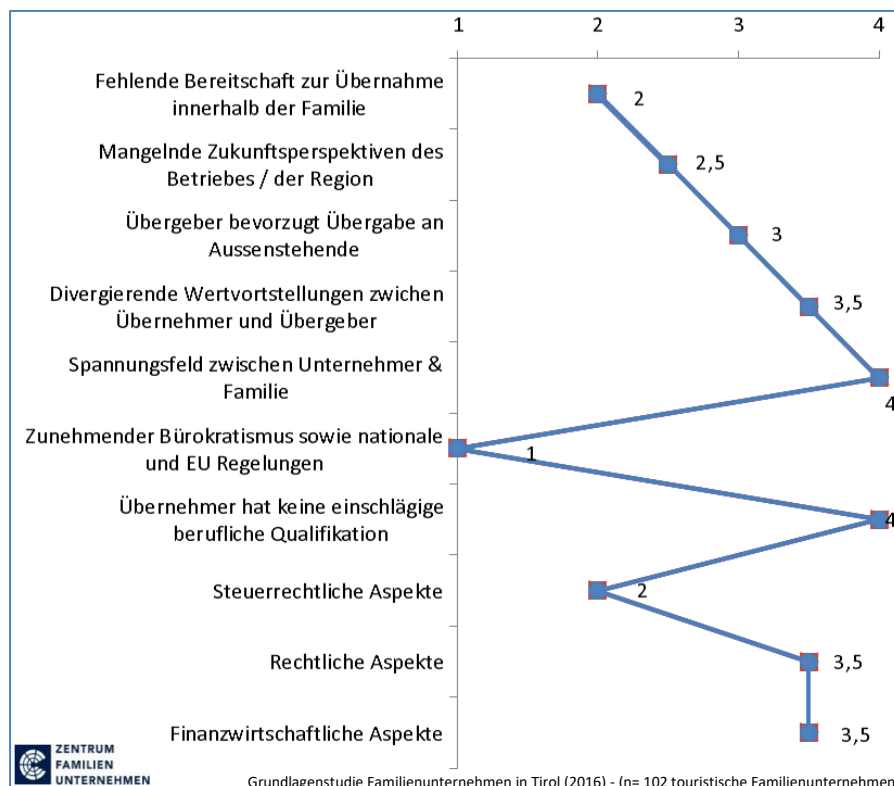 1 2 3 4
Fehlende Bereitschaft zur Übernahme
innerhalb der Familie
2
Mangelnde Zukunftsperspektiven des
Betriebes / der Region
2,5
Übergeber bevorzugt Übergabe an
Aussenstehende
3
Divergierende Wertvortstellungen zwichen
Übernehmer und Übergeber
3,5
Spannungsfeld zwischen Unternehmer &
Familie
4
Zunehmender Bürokratismus sowie nationale
und EU Regelungen
1
Übernehmer hat keine einschlägige
berufliche Qualifikation
4
Steuerrechtliche Aspekte
2
Rechtliche Aspekte
3,5
Finanzwirtschaftliche Aspekte
3,5
ZENTRUM
FAMILIEN
UNTERNEHMEN
Grundlagenstudie Familienunternehmen in Tirol (2016) - (n= 102 touristische Familienunternehmen